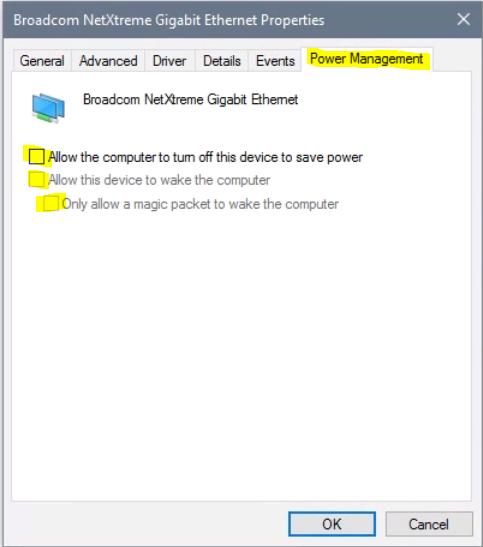 Broadcom NetXtreme Gigabit Ethernet Properties
General Advanced Driver Details Events Power Management
Broadcom NetXtreme Gigabit Ethernet
Allow the computer to turn off this device to save power
Allow this device to wake the computer
Only allow a magic packet to wake the computer
OK Cancel